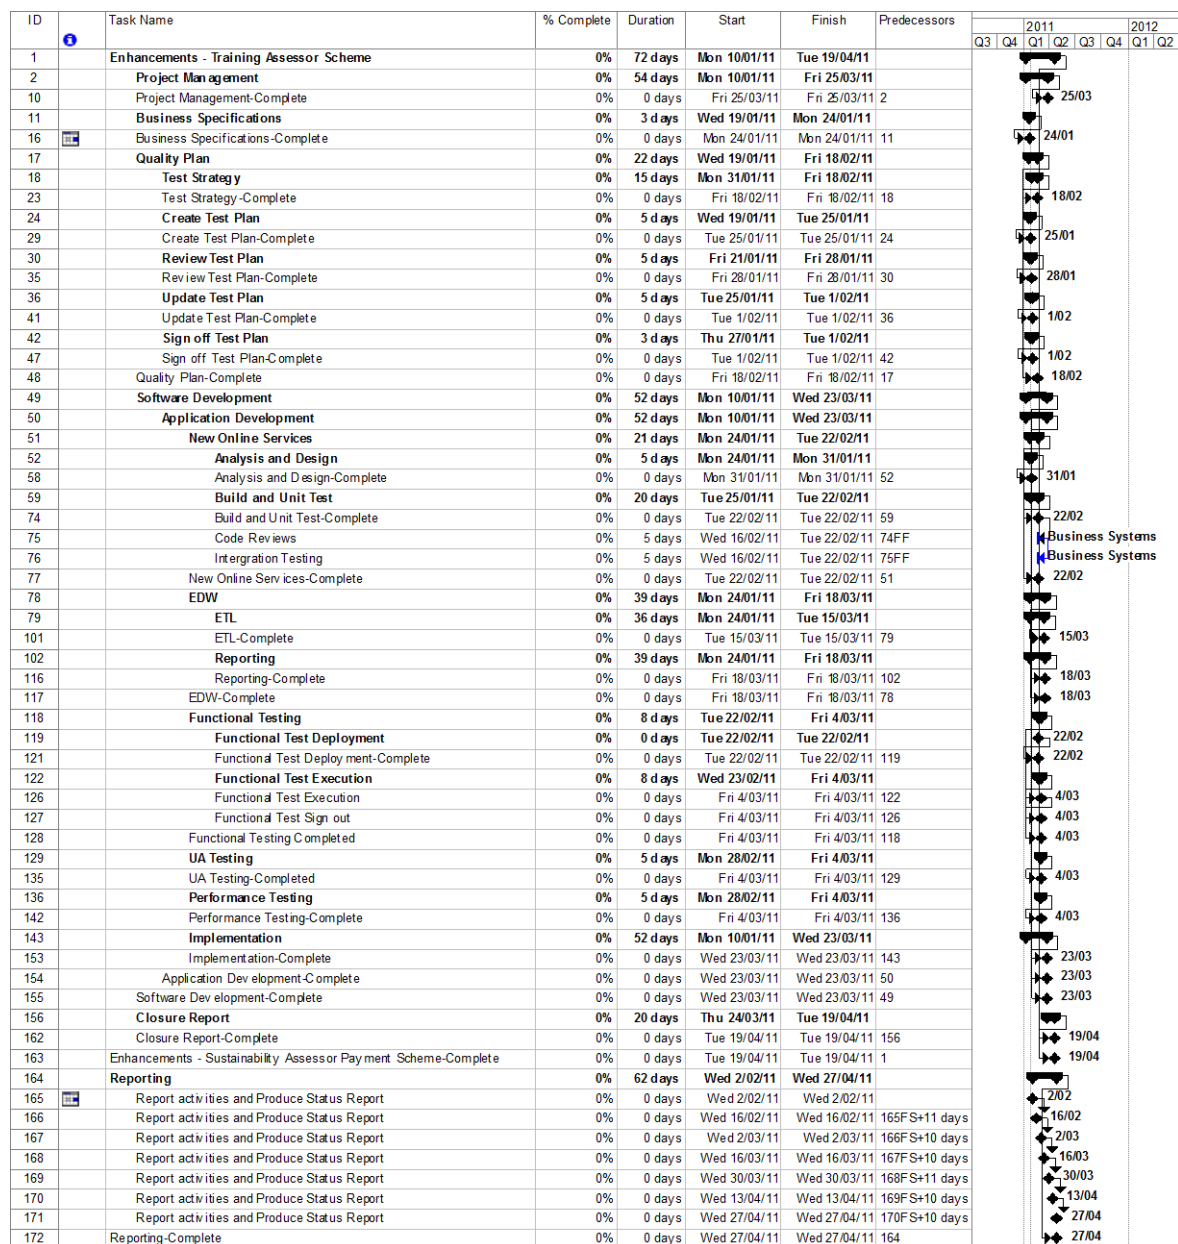 ID Task Name % Complete Duration Start Finish Predecessors 2011 2012
Q3 Q4 Q1 Q2 Q3 Q4 Q1 Q2
1 Enhancements - Training Assessor Scheme 0% 72 days Mon 10/01/11 Tue 19/04/11
2 Project Management 0% 54 days Mon 10/01/11 Fri 25/03/11
10 Project Management-Complete 0% 0 days Fri 25/03/11 Fri 25/03/11 2 25/03
11 Business Specifications 0% 3 days Wed 19/01/11 Mon 24/01/11
16 Business Specifications-Complete 0% 0 days Mon 24/01/11 Mon 24/01/11 11 24/01
17 Quality Plan 0% 22 days Wed 19/01/11 Fri 18/02/11
18 Test Strategy 0% 15 days Mon 31/01/11 Fri 18/02/11
23 Test Strategy-Complete 0% 0 days Fri 18/02/11 Fri 18/02/11 18 18/02
24 Create Test Plan 0% 5 days Wed 19/01/11 Tue 25/01/11
29 Create Test Plan-Complete 0% 0 days Tue 25/01/11 Tue 25/01/11 24 25/01
30 Review Test Plan 0% 5 days Fri 21/01/11 Fri 28/01/11
35 Review Test Plan-Complete 0% 0 days Fri 28/01/11 Fri 28/01/11 30 28/01
36 Update Test Plan 0% 5 days Tue 25/01/11 Tue 1/02/11
41 Update Test Plan-Complete 0% 0 days Tue 1/02/11 Tue 1/02/11 36 1/02
42 Sign off Test Plan 0% 3 days Thu 27/01/11 Tue 1/02/11
47 Sign off Test Plan-Complete 0% 0 days Tue 1/02/11 Tue 1/02/11 42 1/02
48 Quality Plan-Complete 0% 0 days Fri 18/02/11 Fri 18/02/11 17 18/02
49 Software Development 0% 52 days Mon 10/01/11 Wed 23/03/11
50 Application Development 0% 52 days Mon 10/01/11 Wed 23/03/11
51 New Online Services 0% 21 days Mon 24/01/11 Tue 22/02/11
52 Analysis and Design 0% 5 days Mon 24/01/11 Mon 31/01/11
58 Analysis and Design-Complete 0% 0 days Mon 31/01/11 Mon 31/01/11 52 31/01
59 Build and Unit Test 0% 20 days Tue 25/01/11 Tue 22/02/11
74 Build and Unit Test-Complete 0% 0 days Tue 22/02/11 Tue 22/02/11 59 22/02
75 Code Reviews 0% 5 days Wed 16/02/11 Tue 22/02/11 74FF Business Systems
76 Intergration Testing 0% 5 days Wed 16/02/11 Tue 22/02/11 75FF Business Systems
77 New Online Services-Complete 0% 0 days Tue 22/02/11 Tue 22/02/11 51 22/02
78 EDW 0% 39 days Mon 24/01/11 Fri 18/03/11
79 ETL 0% 36 days Mon 24/01/11 Tue 15/03/11
101 ETL-Complete 0% 0 days Tue 15/03/11 Tue 15/03/11 79 15/03
102 Reporting 0% 39 days Mon 24/01/11 Fri 18/03/11
116 Reporting-Complete 0% 0 days Fri 18/03/11 Fri 18/03/11 102 18/03
117 EDW-Complete 0% 0 days Fri 18/03/11 Fri 18/03/11 78 18/03
118 Functional Testing 0% 8 days Tue 22/02/11 Fri 4/03/11
119 Functional Test Deployment 0% 0 days Tue 22/02/11 Tue 22/02/11 22/02
121 Functional Test Deployment-Complete 0% 0 days Tue 22/02/11 Tue 22/02/11 119 22/02
122 Functional Test Execution 0% 8 days Wed 23/02/11 Fri 4/03/11
126 Functional Test Execution 0% 0 days Fri 4/03/11 Fri 4/03/11 122 4/03
127 Functional Test Sign out 0% 0 days Fri 4/03/11 Fri 4/03/11 126 4/03
128 Functional Testing Completed 0% 0 days Fri 4/03/11 Fri 4/03/11 118 4/03
129 UA Testing 0% 5 days Mon 28/02/11 Fri 4/03/11
135 UA Testing-Completed 0% 0 days Fri 4/03/11 Fri 4/03/11 129 4/03
136 Performance Testing 0% 5 days Mon 28/02/11 Fri 4/03/11
142 Performance Testing-Complete 0% 0 days Fri 4/03/11 Fri 4/03/11 136 4/03
143 Implementation 0% 52 days Mon 10/01/11 Wed 23/03/11
153 Implementation-Complete 0% 0 days Wed 23/03/11 Wed 23/03/11 143 23/03
154 Application Development-Complete 0% 0 days Wed 23/03/11 Wed 23/03/11 50 23/03
155 Software Development-Complete 0% 0 days Wed 23/03/11 Wed 23/03/11 49 23/03
156 Closure Report 0% 20 days Thu 24/03/11 Tue 19/04/11
162 Closure Report-Complete 0% 0 days Tue 19/04/11 Tue 19/04/11 156 19/04
163 Enhancements - Sustainability Assessor Payment Scheme-Complete 0% 0 days Tue 19/04/11 Tue 19/04/11 1 19/04
164 Reporting 0% 62 days Wed 2/02/11 Wed 27/04/11
165 Report activities and Produce Status Report 0% 0 days Wed 2/02/11 Wed 2/02/11 2/02
166 Report activities and Produce Status Report 0% 0 days Wed 16/02/11 Wed 16/02/11 165FS+11 days 16/02
167 Report activities and Produce Status Report 0% 0 days Wed 2/03/11 Wed 2/03/11 166FS+10 days 2/03
168 Report activities and Produce Status Report 0% 0 days Wed 16/03/11 Wed 16/03/11 167FS+10 days 16/03
169 Report activities and Produce Status Report 0% 0 days Wed 30/03/11 Wed 30/03/11 168FS+11 days 30/03
170 Report activities and Produce Status Report 0% 0 days Wed 13/04/11 Wed 13/04/11 169FS+10 days 13/04
171 Report activities and Produce Status Report 0% 0 days Wed 27/04/11 Wed 27/04/11 170FS+10 days 27/04
172 Reporting-Complete 0% 0 days Wed 27/04/11 Wed 27/04/11 164 27/04